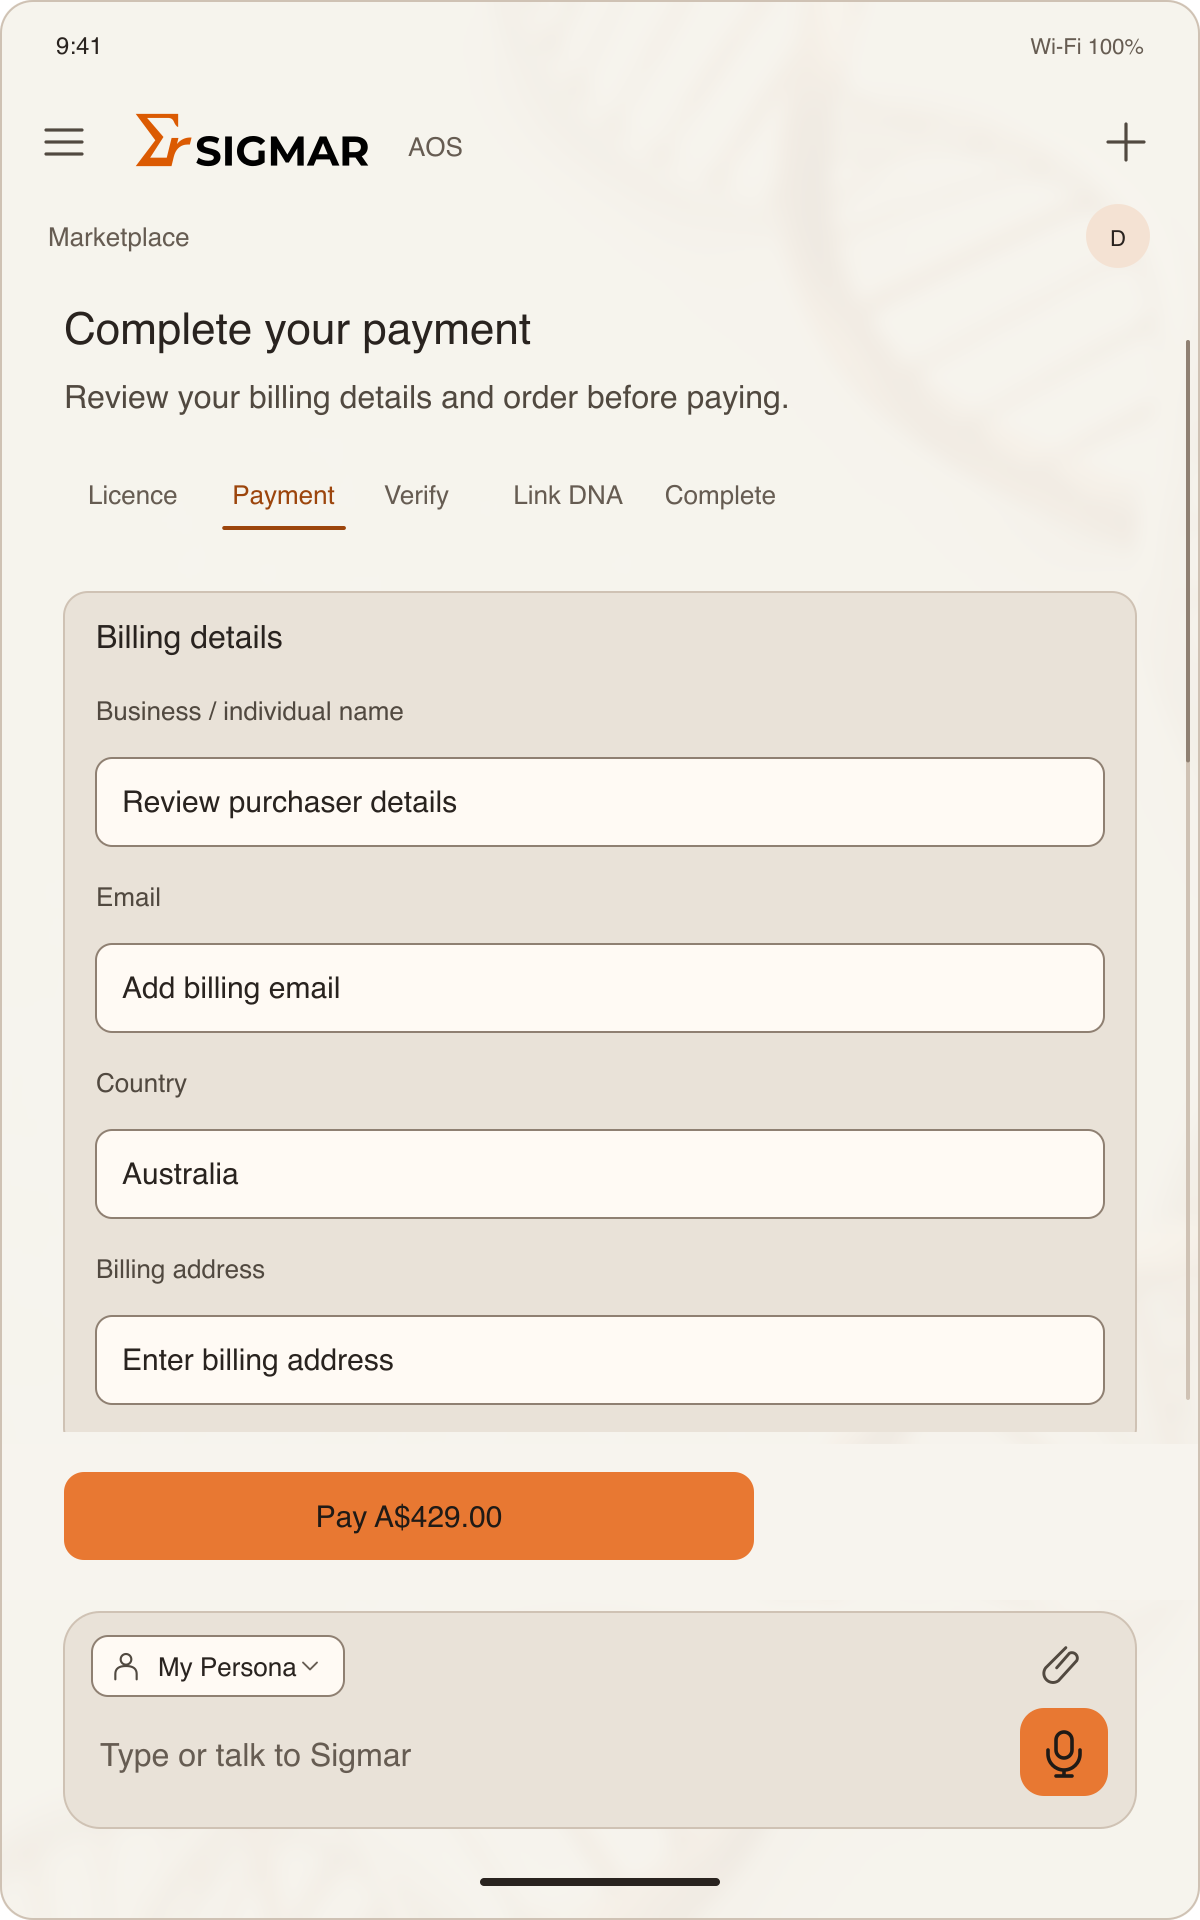 9:41
Wi-Fi 100%
Σr SIGMAR AOS
Marketplace
D
Complete your payment
Review your billing details and order before paying.
Licence Payment Verify Link DNA Complete
Billing details
Business / individual name
Review purchaser details
Email
Add billing email
Country
Australia
Billing address
Enter billing address
Pay A$429.00
My Persona
Type or talk to Sigmar